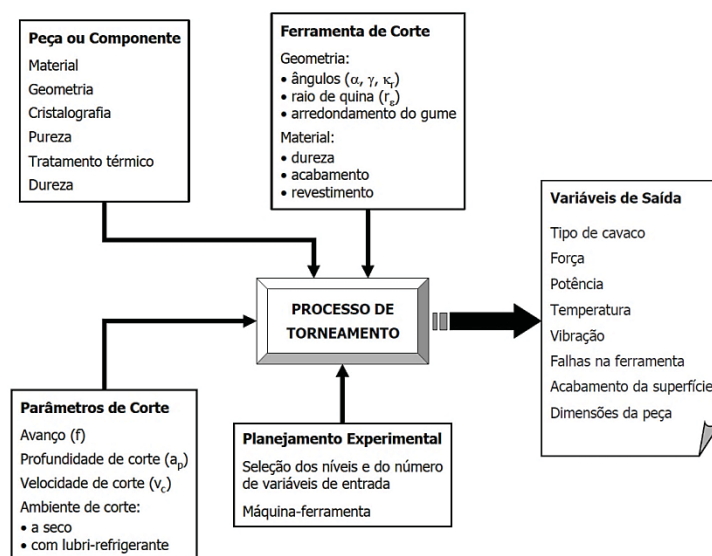 Peça ou Componente
Material
Geometria
Cristalografia
Pureza
Tratamento térmico
Dureza
Ferramenta de Corte
Geometria:
• ângulos (α, γ, κr)
• raio de quina (rε)
• arredondamento do gume
Material:
• dureza
• acabamento
• revestimento
PROCESSO DE
TORNEAMENTO
Parâmetros de Corte
Avanço (f)
Profundidade de corte (ap)
Velocidade de corte (vc)
Ambiente de corte:
• a seco
• com lubri-refrigerante
Planejamento Experimental
Seleção dos níveis e do número
de variáveis de entrada
Máquina-ferramenta
Variáveis de Saída
Tipo de cavaco
Força
Potência
Temperatura
Vibração
Falhas na ferramenta
Acabamento da superfície
Dimensões da peça